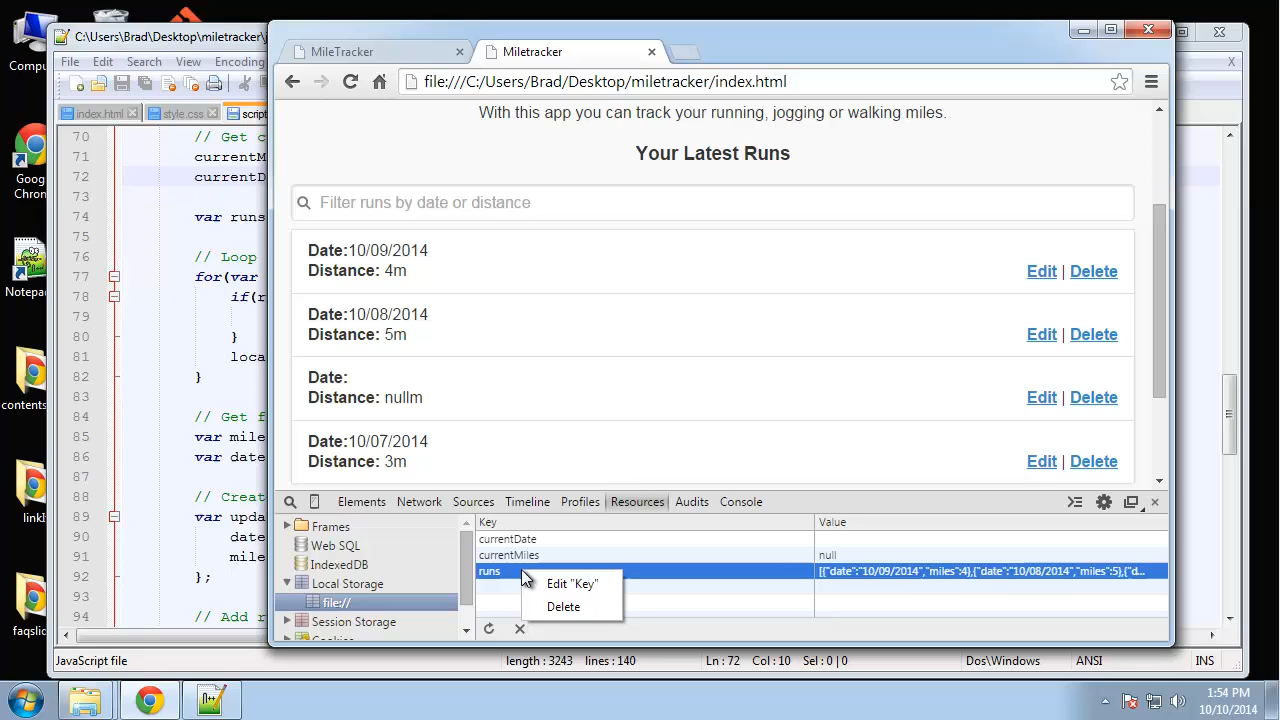 Compu
Goog
Chron
Notepa
contents
linkl
faqslic
C:\Users\Brad\Desktop\miletracker\
File Edit Search View Encoding
X
index.html style.css script
70 // Get c
71 currentM
72 currentD
73
74 var runs
75
76 // Loop
77 for(var
78 if(r
79
80 }
81 loca
82 }
83
84 // Get f
85 var mile
86 var date
87
88 // Creat
89 var upda
90 date
91 mile
92 };
93
94 // Add r
JavaScript file length : 3243 lines : 140 Ln : 72 Col : 10 Sel : 0 | 0 Dos\Windows ANSI INS
MileTracker Miletracker
file:///C:/Users/Brad/Desktop/miletracker/index.html
With this app you can track your running, jogging or walking miles.
Your Latest Runs
Filter runs by date or distance
Date:10/09/2014
Distance: 4m
Edit | Delete
Date:10/08/2014
Distance: 5m
Edit | Delete
Date:
Distance: nullm
Edit | Delete
Date:10/07/2014
Distance: 3m
Edit | Delete
Elements Network Sources Timeline Profiles Resources Audits Console
Frames
Web SQL
IndexedDB
Local Storage
file://
Session Storage
Cookies
Key Value
currentDate
currentMiles null
runs [{"date":"10/09/2014","miles":4},{"date":"10/08/2014","miles":5},{"d...
Edit "Key"
Delete
1:54 PM
10/10/2014